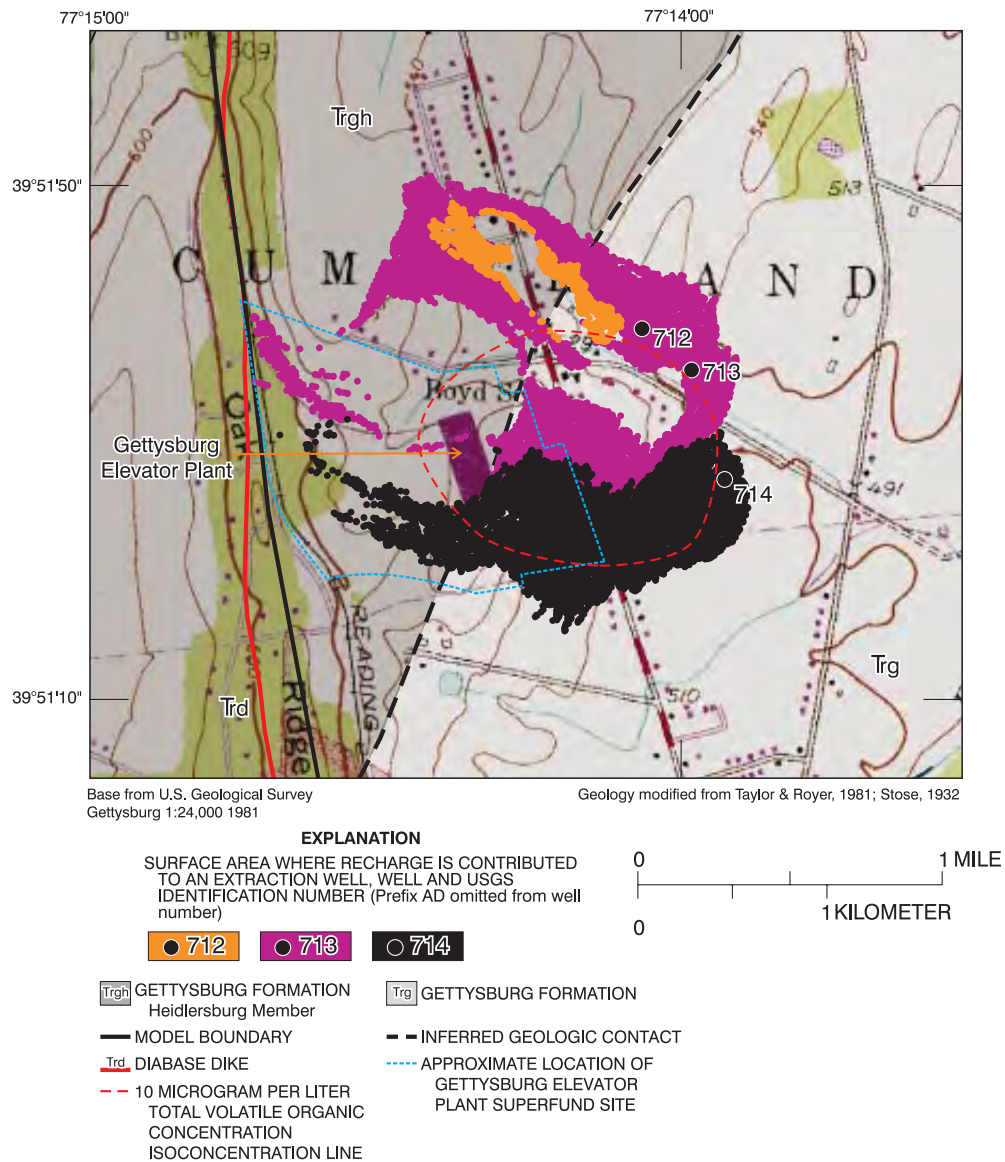 77°15'00"
77°14'00"
609
Trgh
560
600
39°51'50"
513
C U M L A N D
712
713
Boyd S
Oak
Gettysburg
Elevator Plant
714
491
READING
Trg
39°51'10"
510
Trd
Ridge
Base from U.S. Geological Survey
Gettysburg 1:24,000 1981
Geology modified from Taylor & Royer, 1981; Stose, 1932
EXPLANATION
SURFACE AREA WHERE RECHARGE IS CONTRIBUTED
TO AN EXTRACTION WELL, WELL AND USGS
IDENTIFICATION NUMBER (Prefix AD omitted from well
number)
0
1 MILE
0
1 KILOMETER
712
713
714
Trgh GETTYSBURG FORMATION
Heidlersburg Member
Trg GETTYSBURG FORMATION
MODEL BOUNDARY
INFERRED GEOLOGIC CONTACT
Trd DIABASE DIKE
APPROXIMATE LOCATION OF
GETTYSBURG ELEVATOR
PLANT SUPERFUND SITE
10 MICROGRAM PER LITER
TOTAL VOLATILE ORGANIC
CONCENTRATION
ISOCONCENTRATION LINE